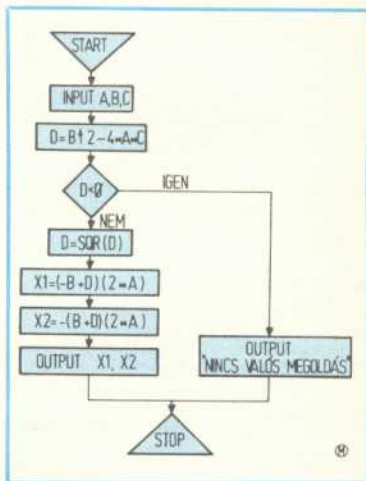 START
INPUT A,B,C
D=B↑2-4*A*C
D<0
IGEN
NEM
D=SQR(D)
X1=(-B+D)(2*A)
X2=-(B+D)(2*A)
OUTPUT X1, X2
OUTPUT
"NINCS VALÓS MEGOLDÁS"
STOP
M